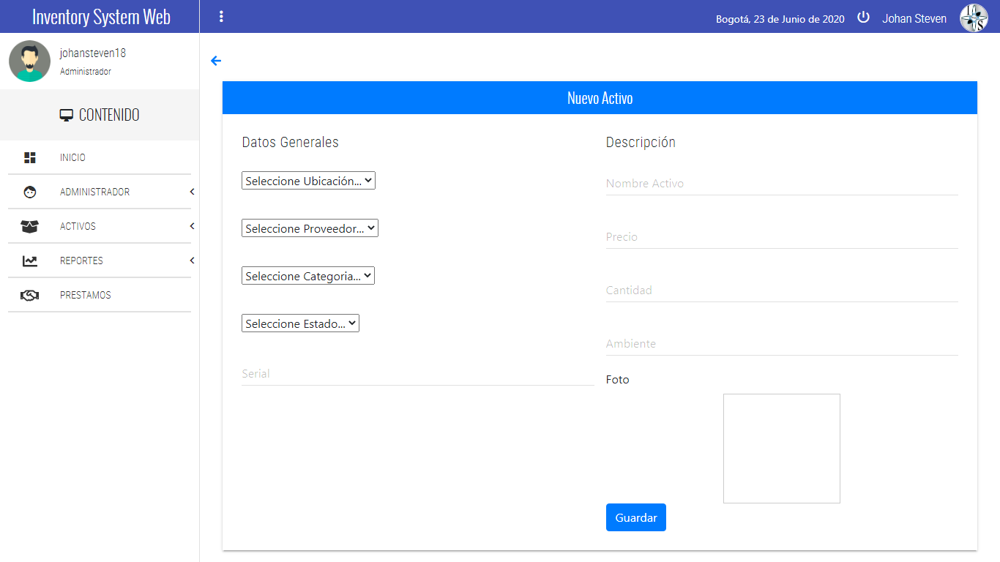 Inventory System Web
Bogotá, 23 de Junio de 2020
Johan Steven
johansteven18
Administrador
CONTENIDO
INICIO
ADMINISTRADOR
ACTIVOS
REPORTES
PRESTAMOS
Nuevo Activo
Datos Generales
Seleccione Ubicación...
Seleccione Proveedor...
Seleccione Categoria...
Seleccione Estado...
Serial
Descripción
Nombre Activo
Precio
Cantidad
Ambiente
Foto
Guardar